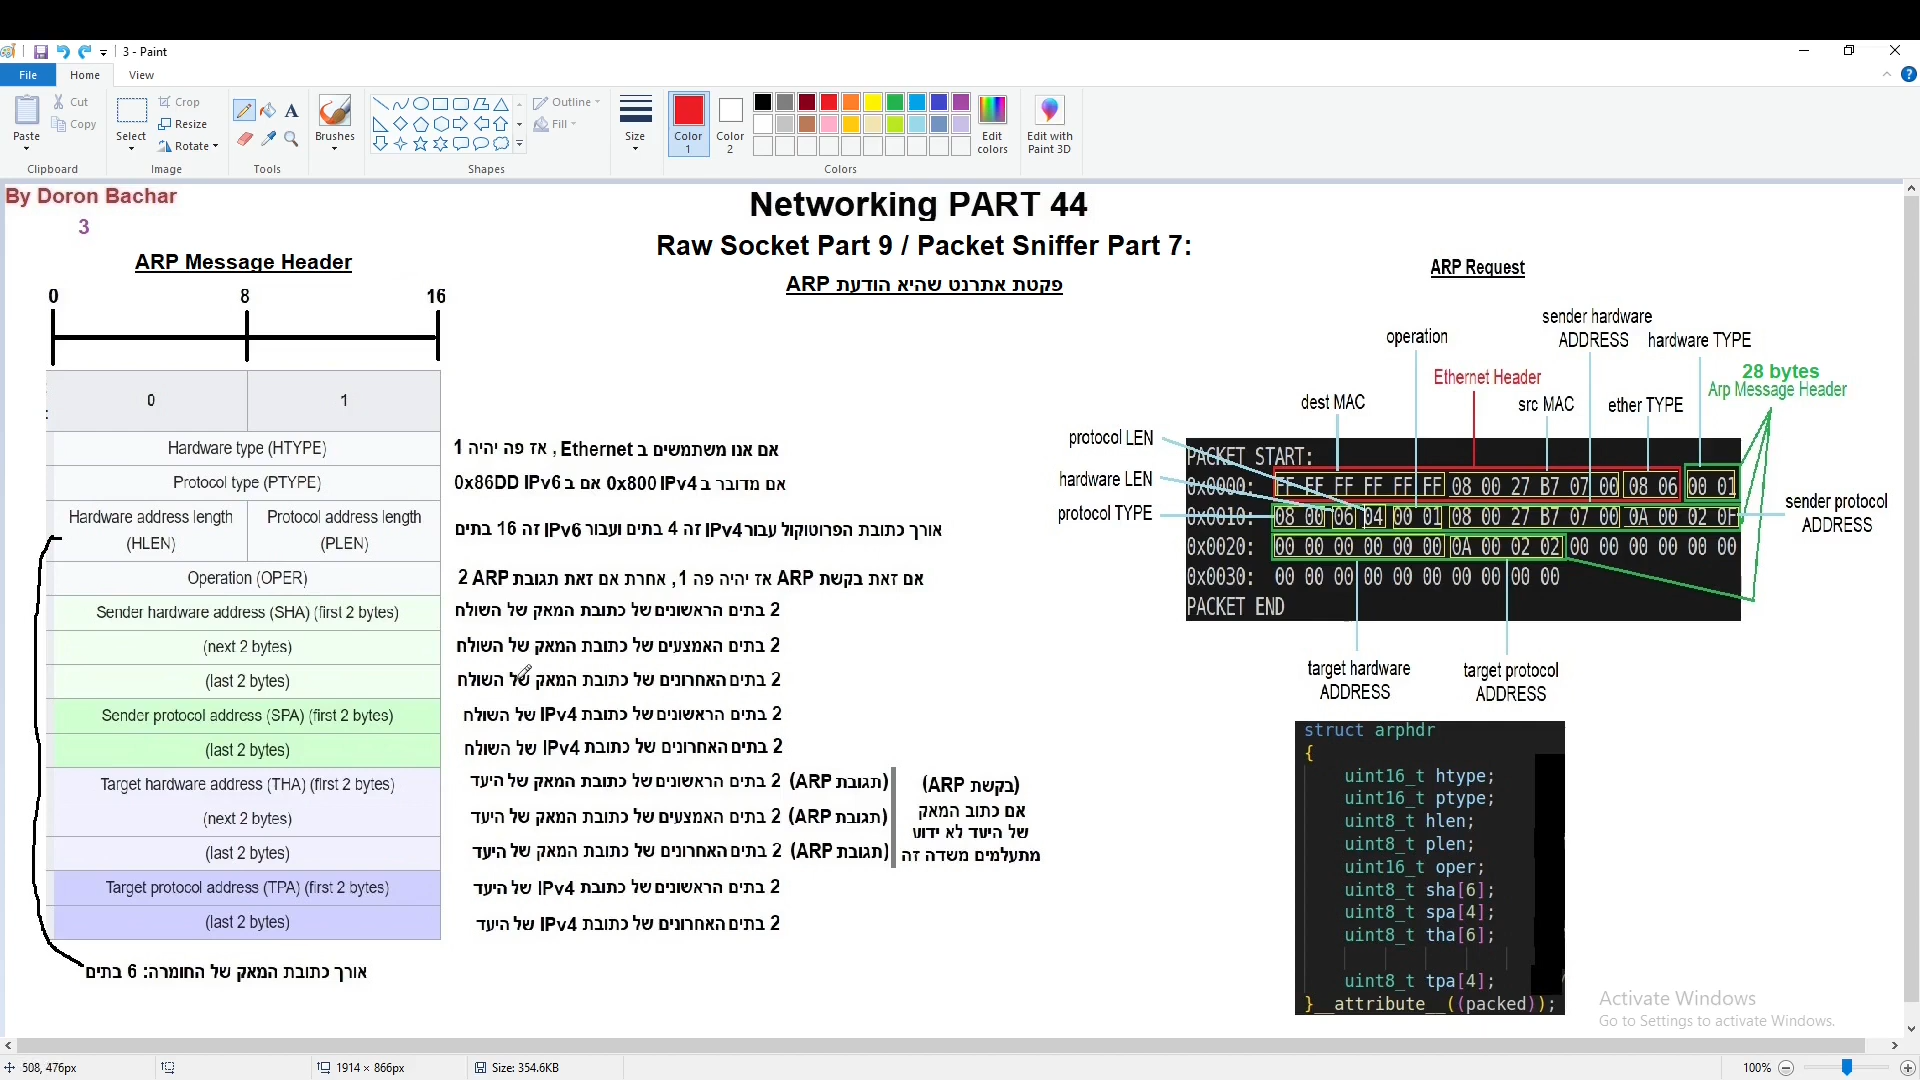 3 - Paint
File
Home
View
Paste
Cut
Copy
Clipboard
Select
Crop
Resize
Rotate
Image
Tools
Brushes
Shapes
Outline
Fill
Size
Color
1
Color
2
Colors
Edit
colors
Edit with
Paint 3D
By Doron Bachar
3
Networking PART 44
Raw Socket Part 9 / Packet Sniffer Part 7:
פקטת אתרנט שהיא הודעת ARP
ARP Message Header
0 8 16
0 1
Hardware type (HTYPE)
אם אנו משתמשים ב Ethernet, אז פה יהיה 1
Protocol type (PTYPE)
אם מדובר ב 0x800 IPv4 אם ב 0x86DD IPv6
Hardware address length
(HLEN)
Protocol address length
(PLEN)
אורך כתובת הפרוטוקול עבור IPv4 זה 4 בתים ועבור IPv6 זה 16 בתים
Operation (OPER)
אם זאת בקשת ARP אז יהיה פה 1, אחרת אם זאת תגובת ARP 2
Sender hardware address (SHA) (first 2 bytes)
2 בתים הראשונים של כתובת המאק של השולח
(next 2 bytes)
2 בתים האמצעים של כתובת המאק של השולח
(last 2 bytes)
2 בתים האחרונים של כתובת המאק של השולח
Sender protocol address (SPA) (first 2 bytes)
2 בתים הראשונים של כתובת IPv4 של השולח
(last 2 bytes)
2 בתים האחרונים של כתובת IPv4 של השולח
Target hardware address (THA) (first 2 bytes)
(תגובת ARP) 2 בתים הראשונים של כתובת המאק של היעד
(next 2 bytes)
(תגובת ARP) 2 בתים האמצעים של כתובת המאק של היעד
(last 2 bytes)
(תגובת ARP) 2 בתים האחרונים של כתובת המאק של היעד
(בקשת ARP)
אם כתוב המאק
של היעד לא ידוע
מתעלמים משדה זה
Target protocol address (TPA) (first 2 bytes)
2 בתים הראשונים של כתובת IPv4 של היעד
(last 2 bytes)
2 בתים האחרונים של כתובת IPv4 של היעד
אורך כתובת המאק של החומרה: 6 בתים
ARP Request
sender hardware
ADDRESS
hardware TYPE
operation
Ethernet Header
28 bytes
Arp Message Header
dest MAC
src MAC
ether TYPE
protocol LEN
hardware LEN
protocol TYPE
sender protocol
ADDRESS
PACKET START:
0x0000: FF FF FF FF FF FF 08 00 27 B7 07 00 08 06 00 01
0x0010: 08 00 06 04 00 01 08 00 27 B7 07 00 0A 00 02 0F
0x0020: 00 00 00 00 00 00 0A 00 02 02 00 00 00 00 00 00
0x0030: 00 00 00 00 00 00 00 00 00 00
PACKET END
target hardware
ADDRESS
target protocol
ADDRESS
struct arphdr
{
uint16_t htype;
uint16_t ptype;
uint8_t hlen;
uint8_t plen;
uint16_t oper;
uint8_t sha[6];
uint8_t spa[4];
uint8_t tha[6];
uint8_t tpa[4];
}__attribute__((packed));
Activate Windows
Go to Settings to activate Windows.
508, 476px
1914 × 866px
Size: 354.6KB
100%